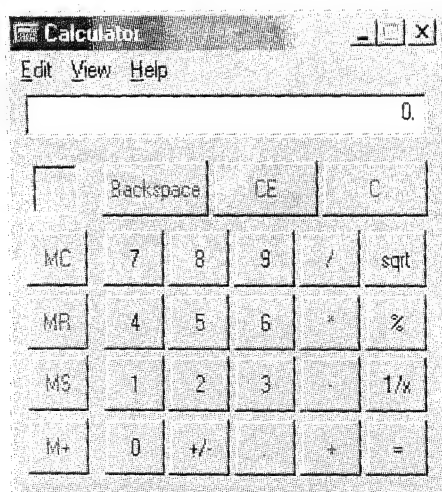 Calculator
Edit View Help
0.
Backspace CE C
MC 7 8 9 / sqrt
MR 4 5 6 * %
MS 1 2 3 - 1/x
M+ 0 +/- . + =